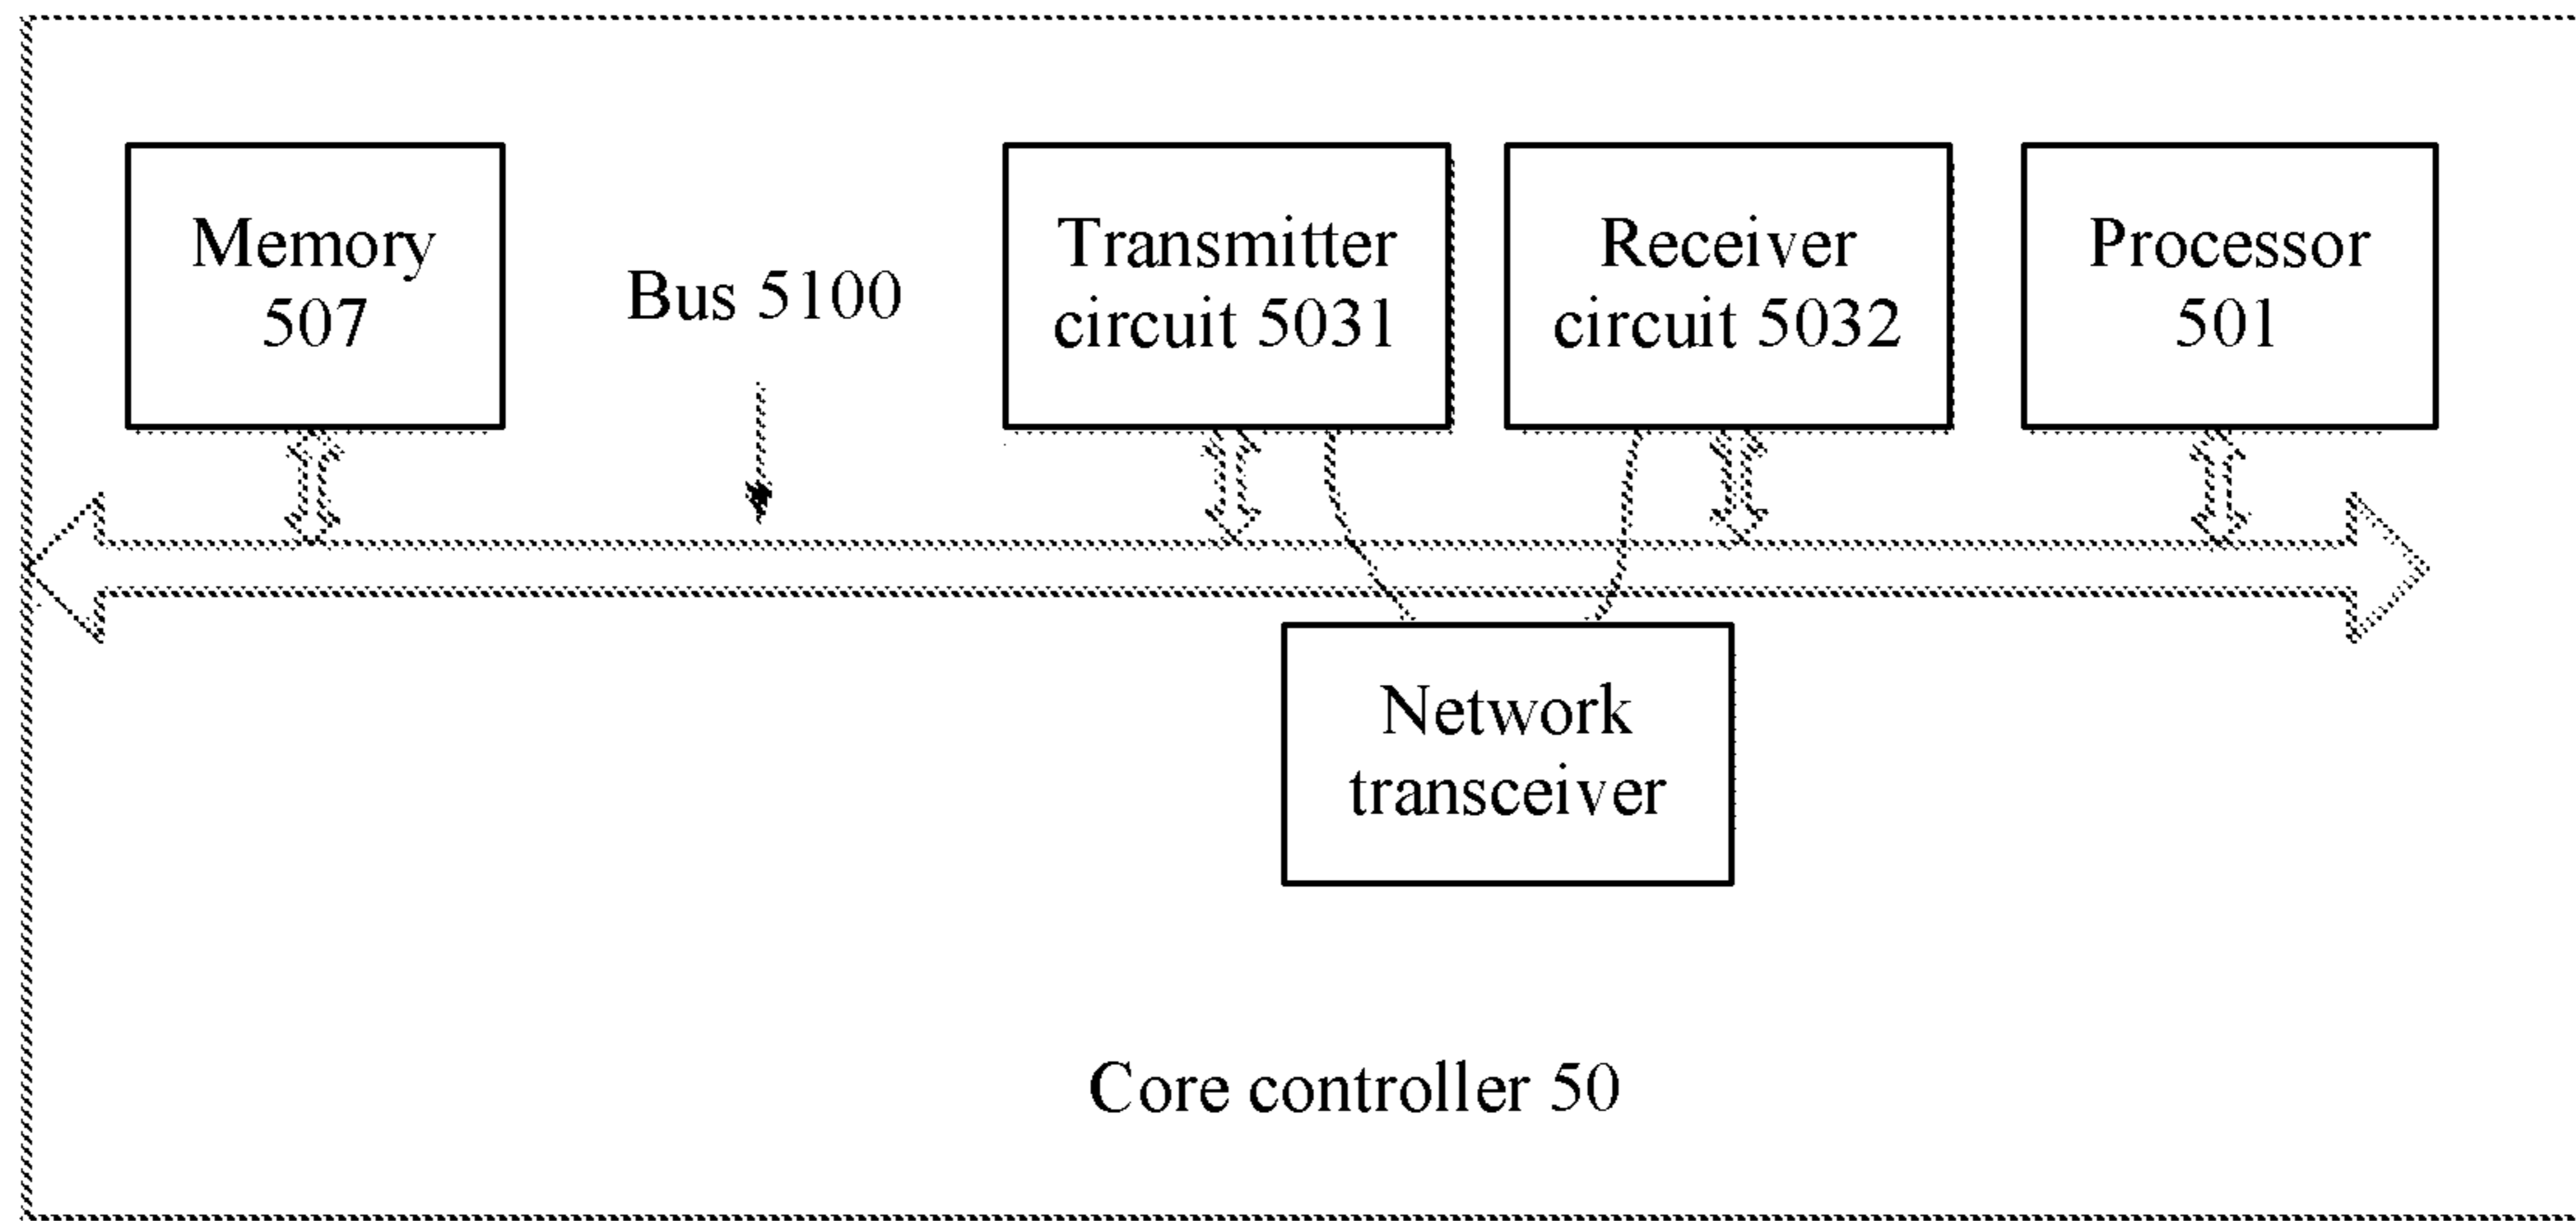 Memory
507
Bus 5100
Transmitter
circuit 5031
Receiver
circuit 5032
Processor
501
Network
transceiver
Core controller 50